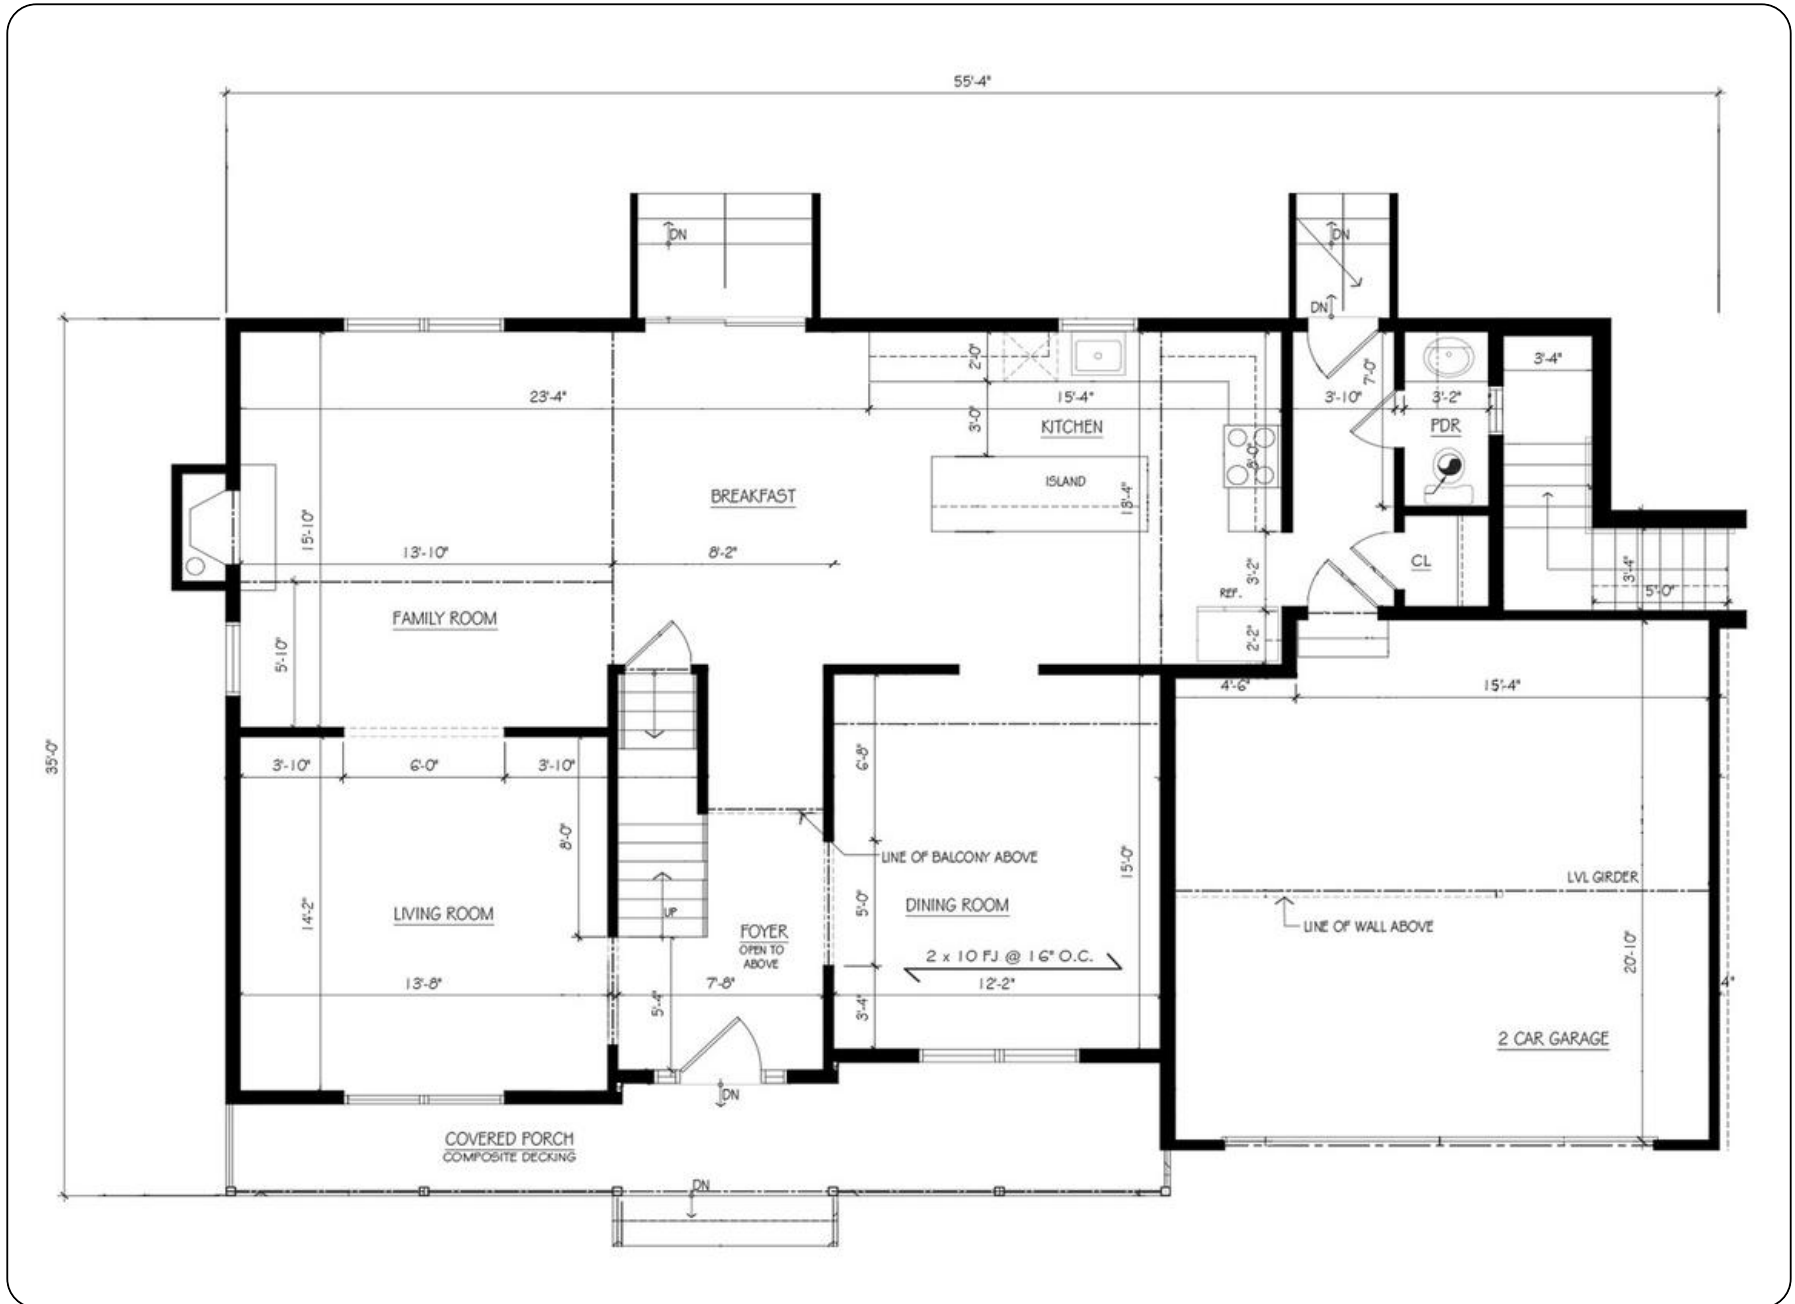 55'-4"
DN
DN
DN
2'-0"
7'-0"
3'-4"
23'-4"
15'-4"
3'-10"
3'-2"
3'-0"
KITCHEN
PDR
8'-0"
ISLAND
BREAKFAST
13'-4"
15'-10"
13'-10"
8'-2"
CL
3'-2"
3'-4"
5'-0"
REF.
FAMILY ROOM
5'-10"
2'-2"
4'-6"
15'-4"
35'-0"
3'-10"
6'-0"
3'-10"
6'-8"
8'-0"
LINE OF BALCONY ABOVE
15'-0"
LVL GIRDER
14'-2"
LIVING ROOM
UP
5'-0"
DINING ROOM
FOYER
OPEN TO
ABOVE
LINE OF WALL ABOVE
2 x 10 FJ @ 16" O.C.
20'-10"
13'-8"
7'-8"
12'-2"
4"
5'-4"
3'-4"
2 CAR GARAGE
DN
COVERED PORCH
COMPOSITE DECKING
DN